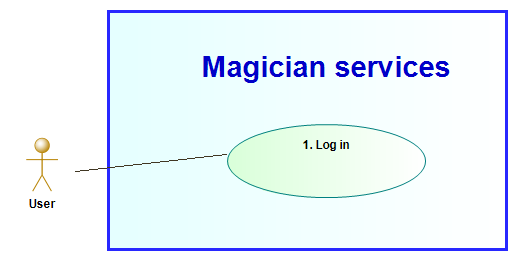 Magician services
1. Log in
User